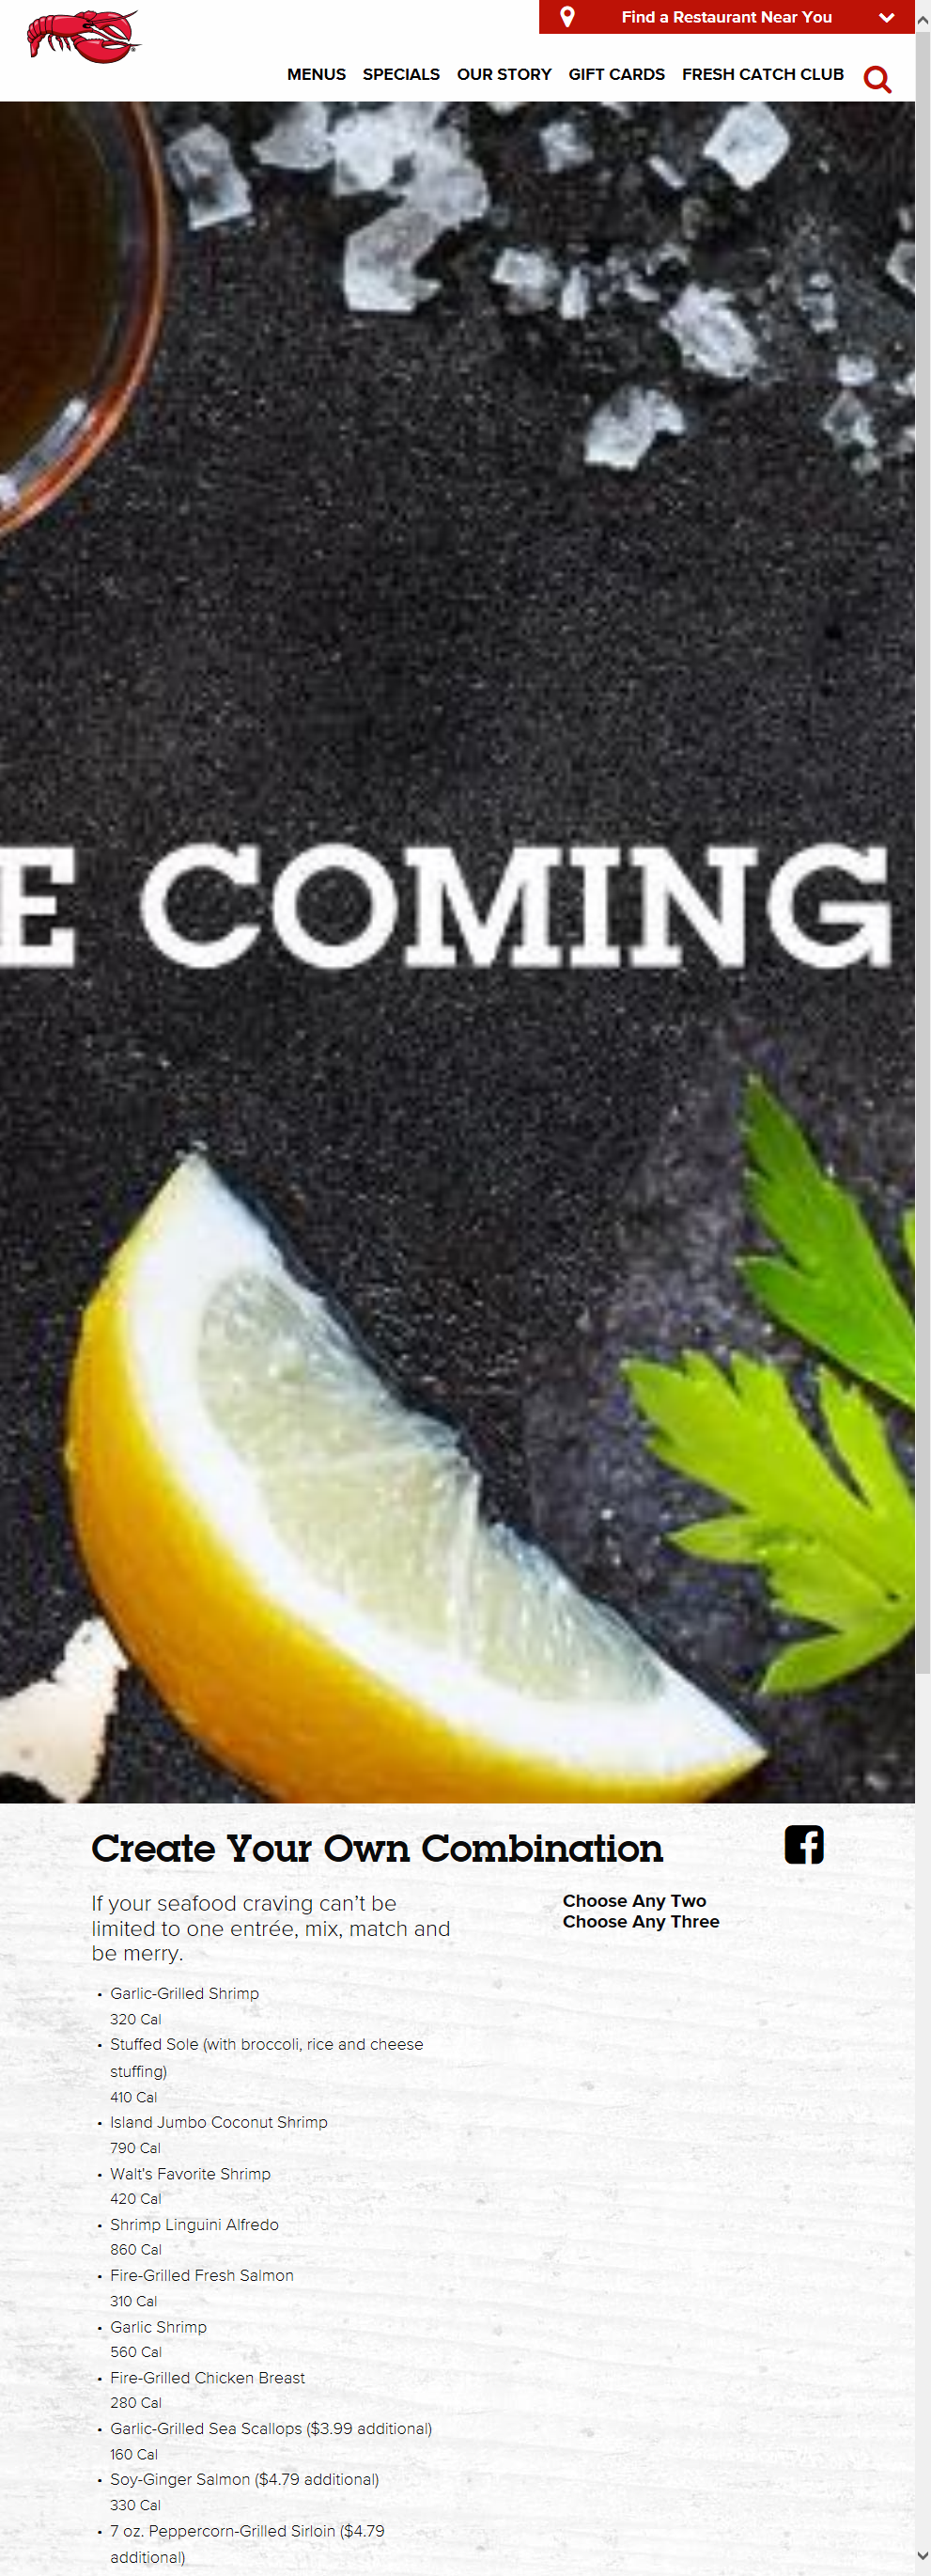 Find a Restaurant Near You
MENUS SPECIALS OUR STORY GIFT CARDS FRESH CATCH CLUB
E COMING
Create Your Own Combination
If your seafood craving can’t be
limited to one entrée, mix, match and
be merry.
Choose Any Two
Choose Any Three
• Garlic-Grilled Shrimp
320 Cal
• Stuffed Sole (with broccoli, rice and cheese
stuffing)
410 Cal
• Island Jumbo Coconut Shrimp
790 Cal
• Walt's Favorite Shrimp
420 Cal
• Shrimp Linguini Alfredo
860 Cal
• Fire-Grilled Fresh Salmon
310 Cal
• Garlic Shrimp
560 Cal
• Fire-Grilled Chicken Breast
280 Cal
• Garlic-Grilled Sea Scallops ($3.99 additional)
160 Cal
• Soy-Ginger Salmon ($4.79 additional)
330 Cal
• 7 oz. Peppercorn-Grilled Sirloin ($4.79
additional)